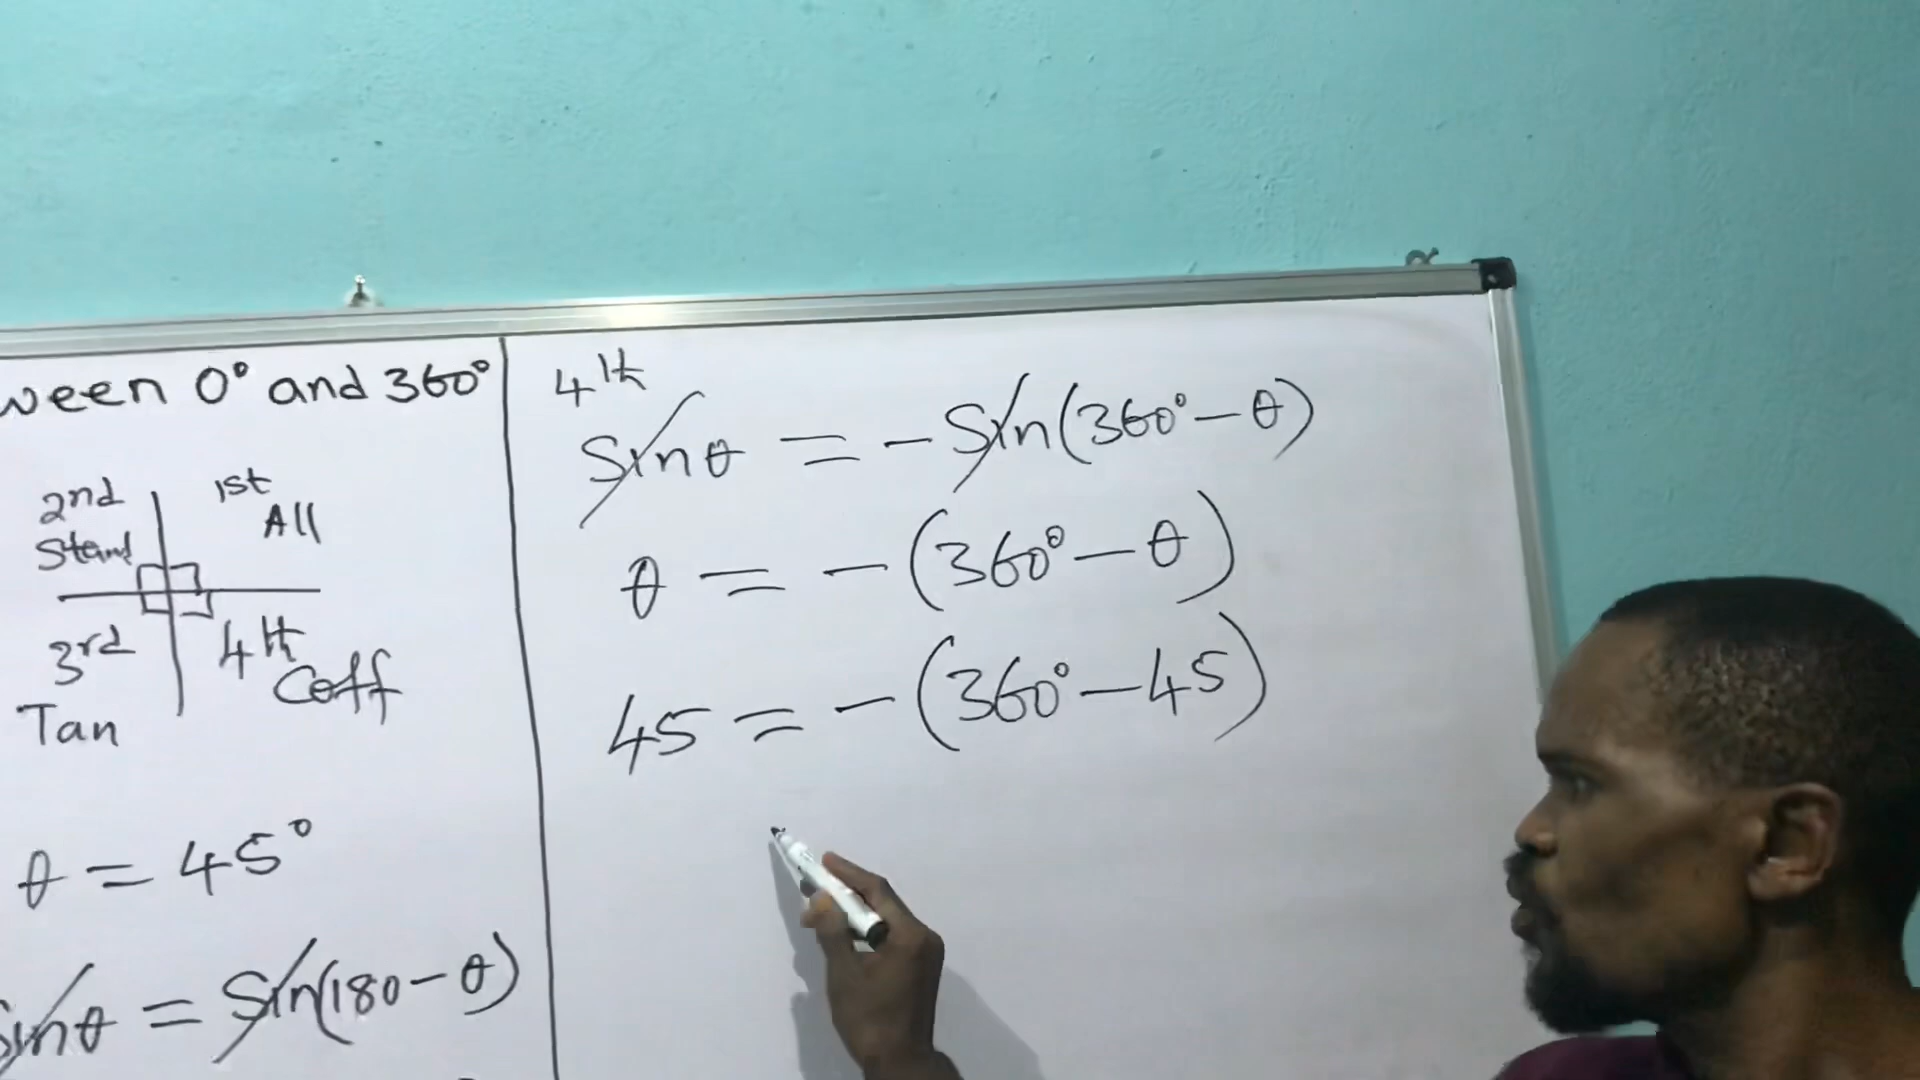 ween 0° and 360°
2nd 1st
Stand All
3rd 4th
Tan Coff
θ = 45°
sinθ = Sin(180 - θ)
4th
Sinθ = - Sin(360° - θ)
θ = - (360° - θ)
45 = - (360° - 45)